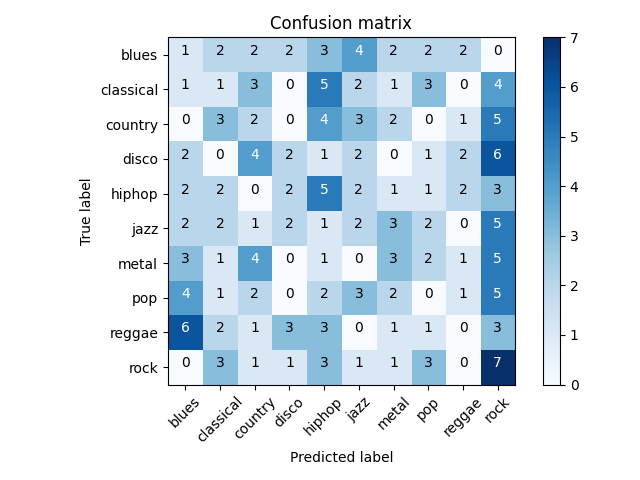 Confusion matrix
blues 1 2 2 2 3 4 2 2 2 0
classical 1 1 3 0 5 2 1 3 0 4
country 0 3 2 0 4 3 2 0 1 5
disco 2 0 4 2 1 2 0 1 2 6
hiphop 2 2 0 2 5 2 1 1 2 3
jazz 2 2 1 2 1 2 3 2 0 5
metal 3 1 4 0 1 0 3 2 1 5
pop 4 1 2 0 2 3 2 0 1 5
reggae 6 2 1 3 3 0 1 1 0 3
rock 0 3 1 1 3 1 1 3 0 7
blues classical country disco hiphop jazz metal pop reggae rock
Predicted label
True label
7
6
5
4
3
2
1
0